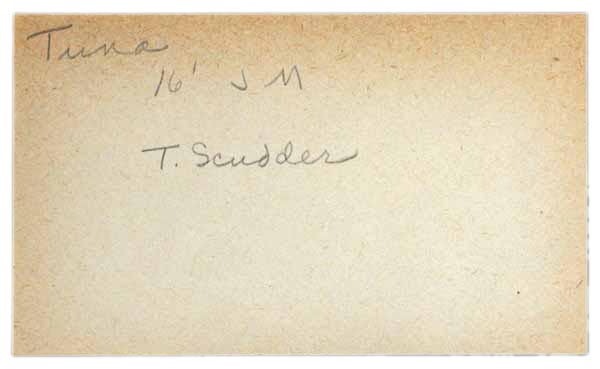 Tuna
16' J M
T. Scudder